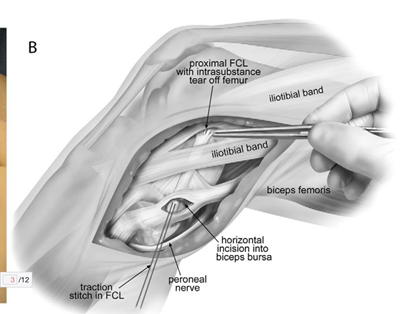 B
proximal FCL
with intrasubstance
tear off femur
iliotibial band
iliotibial band
biceps femoris
horizontal
incision into
biceps bursa
peroneal
nerve
traction
stitch in FCL
3 /12